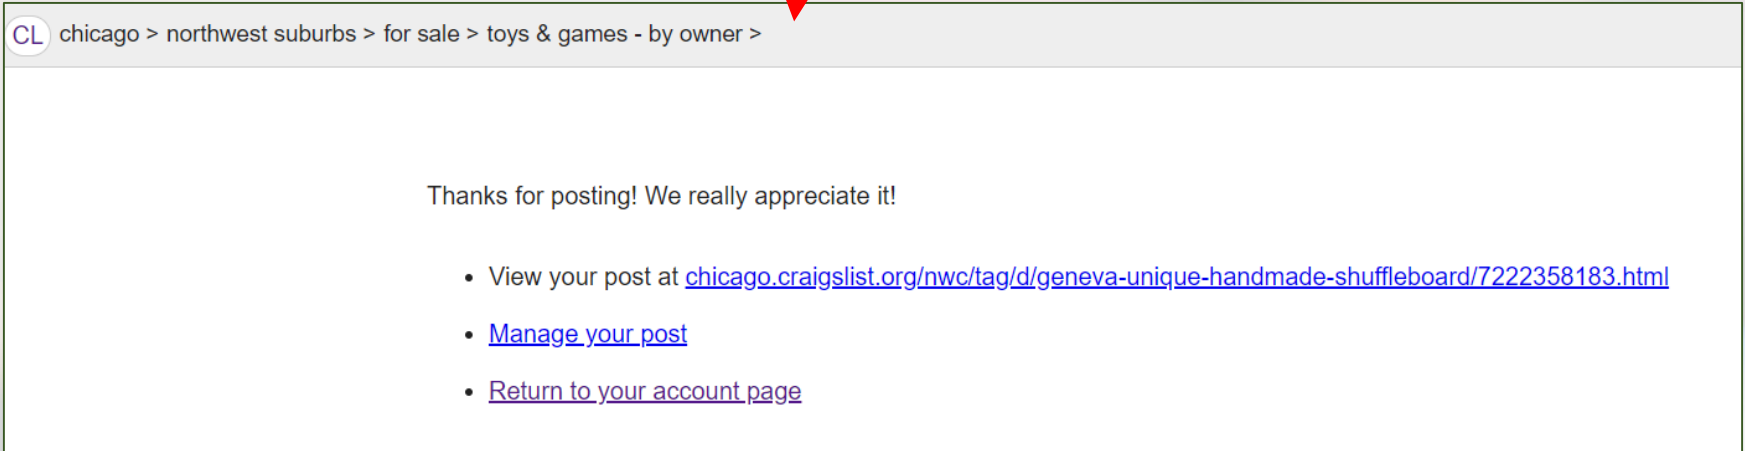 CL chicago > northwest suburbs > for sale > toys & games - by owner >
Thanks for posting! We really appreciate it!
• View your post at chicago.craigslist.org/nwc/tag/d/geneva-unique-handmade-shuffleboard/7222358183.html
• Manage your post
• Return to your account page